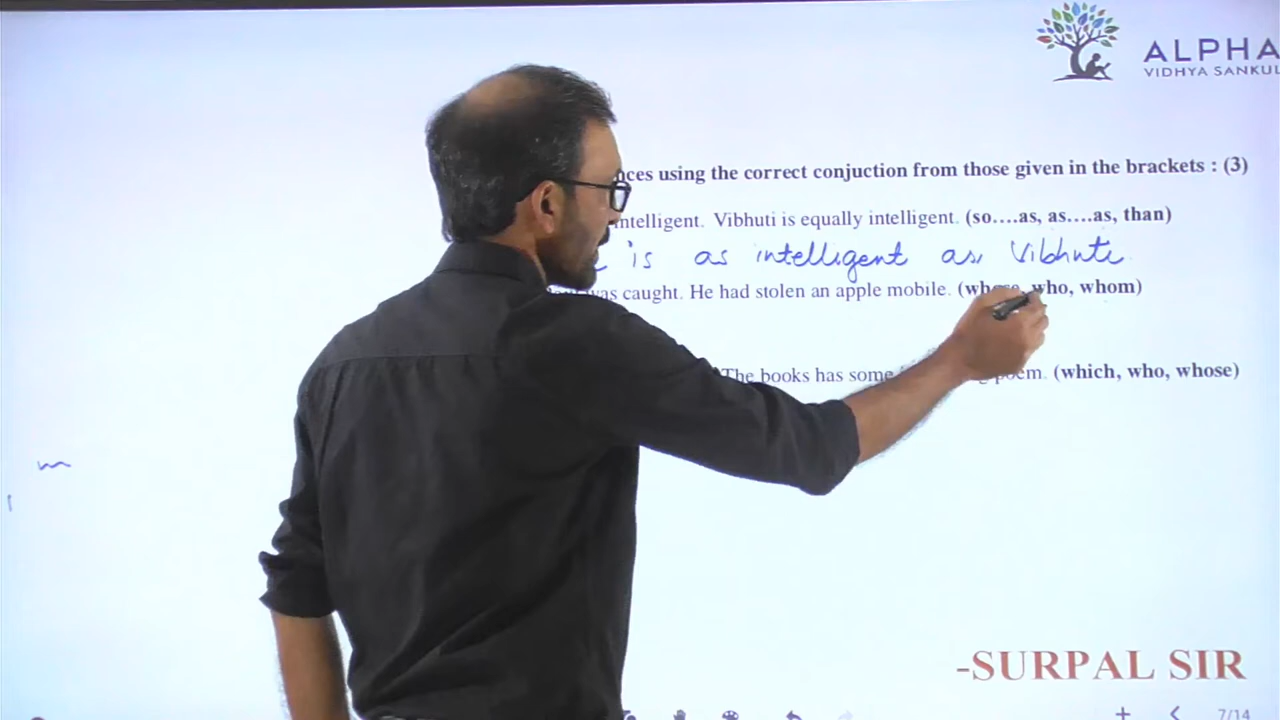 ALPHA
VIDHYA SANKUL
using the correct conjuction from those given in the brackets : (3)
intelligent. Vibhuti is equally intelligent. (so....as, as....as, than)
is as intelligent as Vibhuti
was caught. He had stolen an apple mobile. (whose, who, whom)
The books has some poem. (which, who, whose)
-SURPAL SIR
7/14